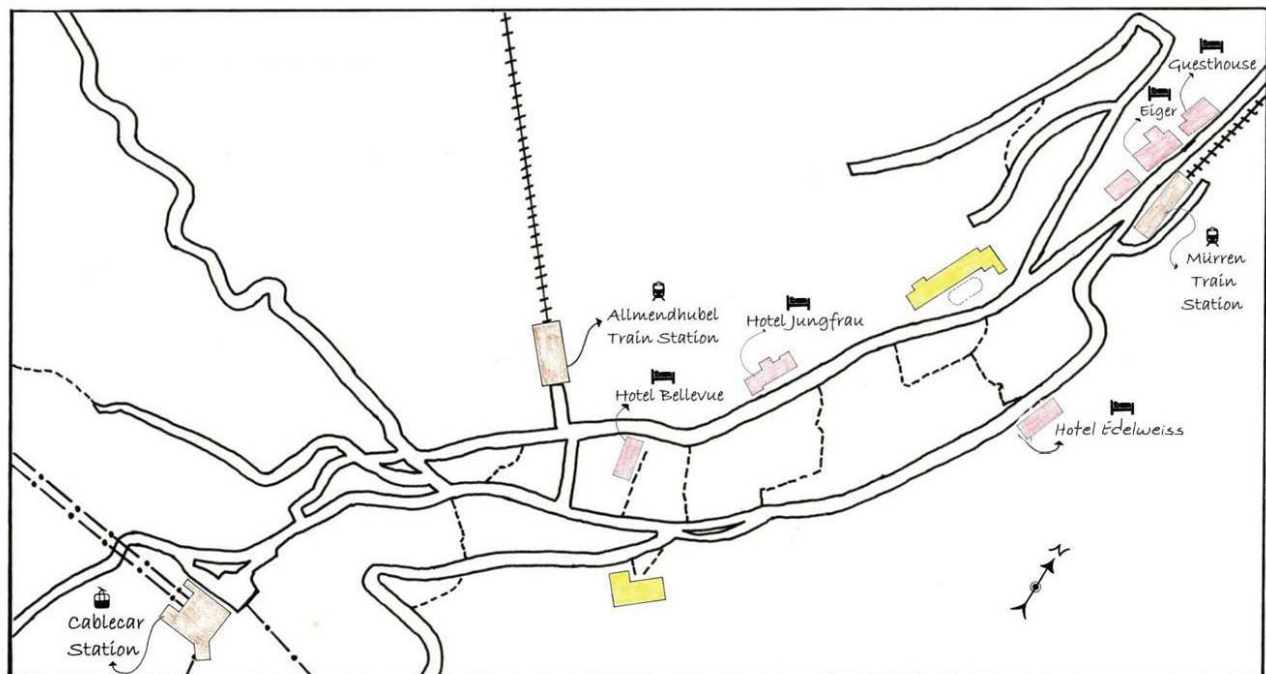 Guesthouse
Eiger
Mürren
Train
Station
Allmendhubel
Train Station
Hotel Jungfrau
Hotel Bellevue
Hotel Edelweiss
Cablecar
Station
N